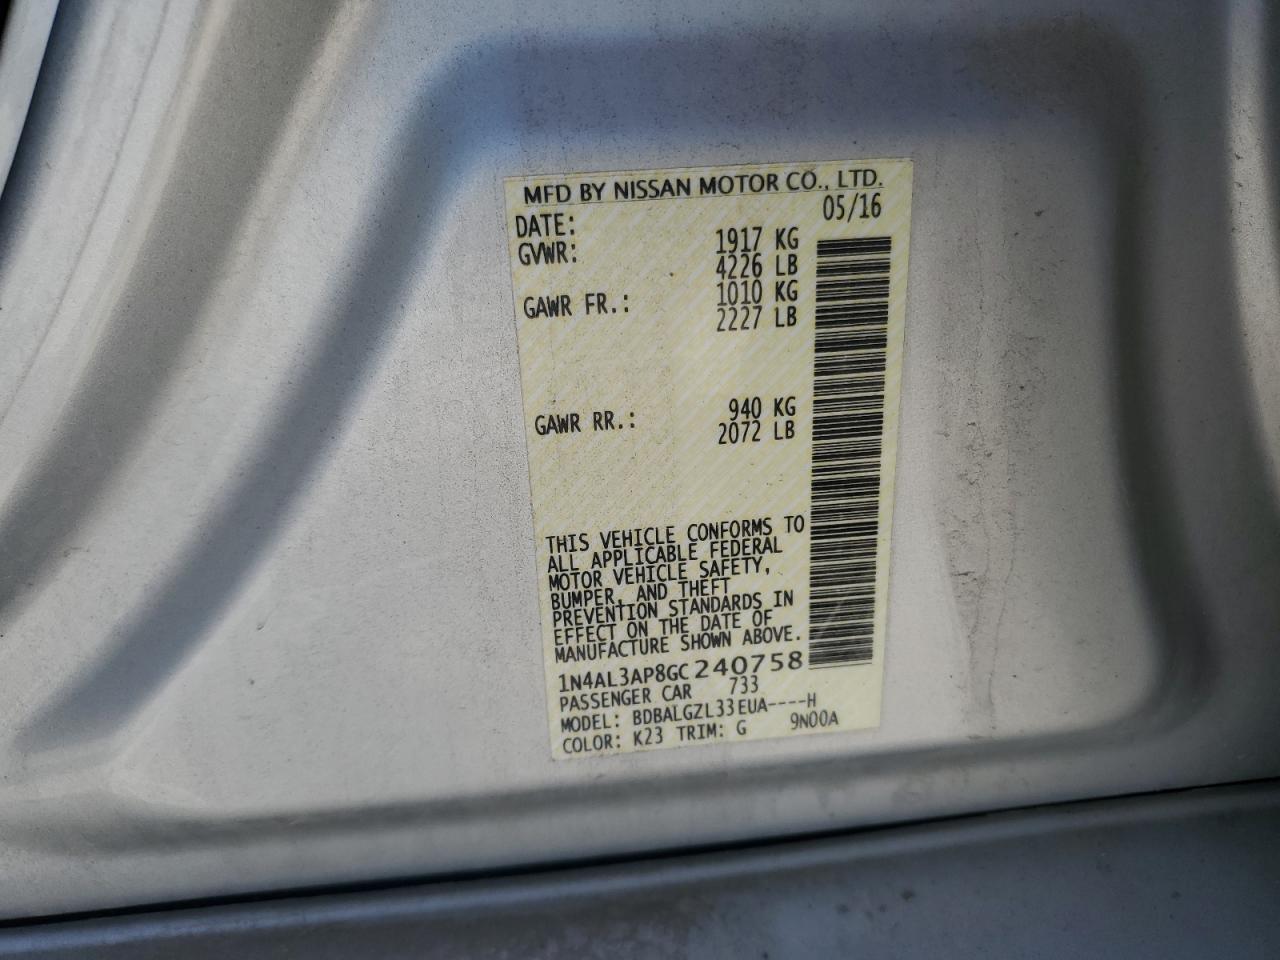 MFD BY NISSAN MOTOR CO., LTD.
DATE: 05/16
GVWR: 1917 KG
4226 LB
GAWR FR.: 1010 KG
2227 LB
GAWR RR.: 940 KG
2072 LB
THIS VEHICLE CONFORMS TO
ALL APPLICABLE FEDERAL
MOTOR VEHICLE SAFETY,
BUMPER, AND THEFT
PREVENTION STANDARDS IN
EFFECT ON THE DATE OF
MANUFACTURE SHOWN ABOVE.
1N4AL3AP8GC240758
PASSENGER CAR 733
MODEL: BDBALGZL33EUA----H
COLOR: K23 TRIM: G 9N00A